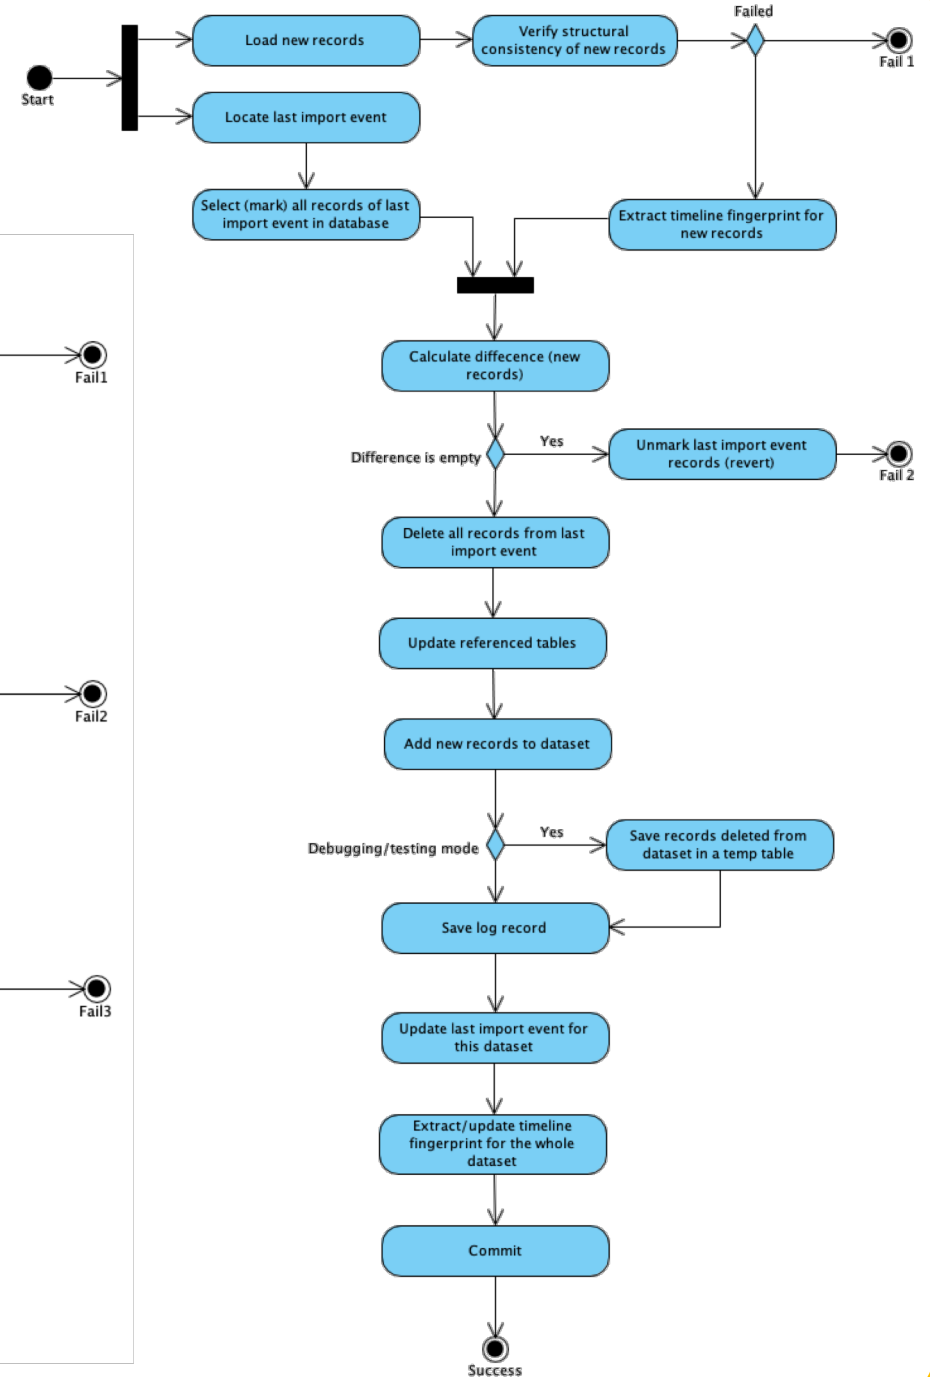 Failed
Load new records
Verify structural
consistency of new records
Fail 1
Start
Locate last import event
Select (mark) all records of last
import event in database
Extract timeline fingerprint for
new records
Calculate diffecence (new
records)
Fail1
Difference is empty
Yes
Unmark last import event
records (revert)
Fail 2
Delete all records from last
import event
Update referenced tables
Fail2
Add new records to dataset
Debugging/testing mode
Yes
Save records deleted from
dataset in a temp table
Save log record
Fail3
Update last import event for
this dataset
Extract/update timeline
fingerprint for the whole
dataset
Commit
Success